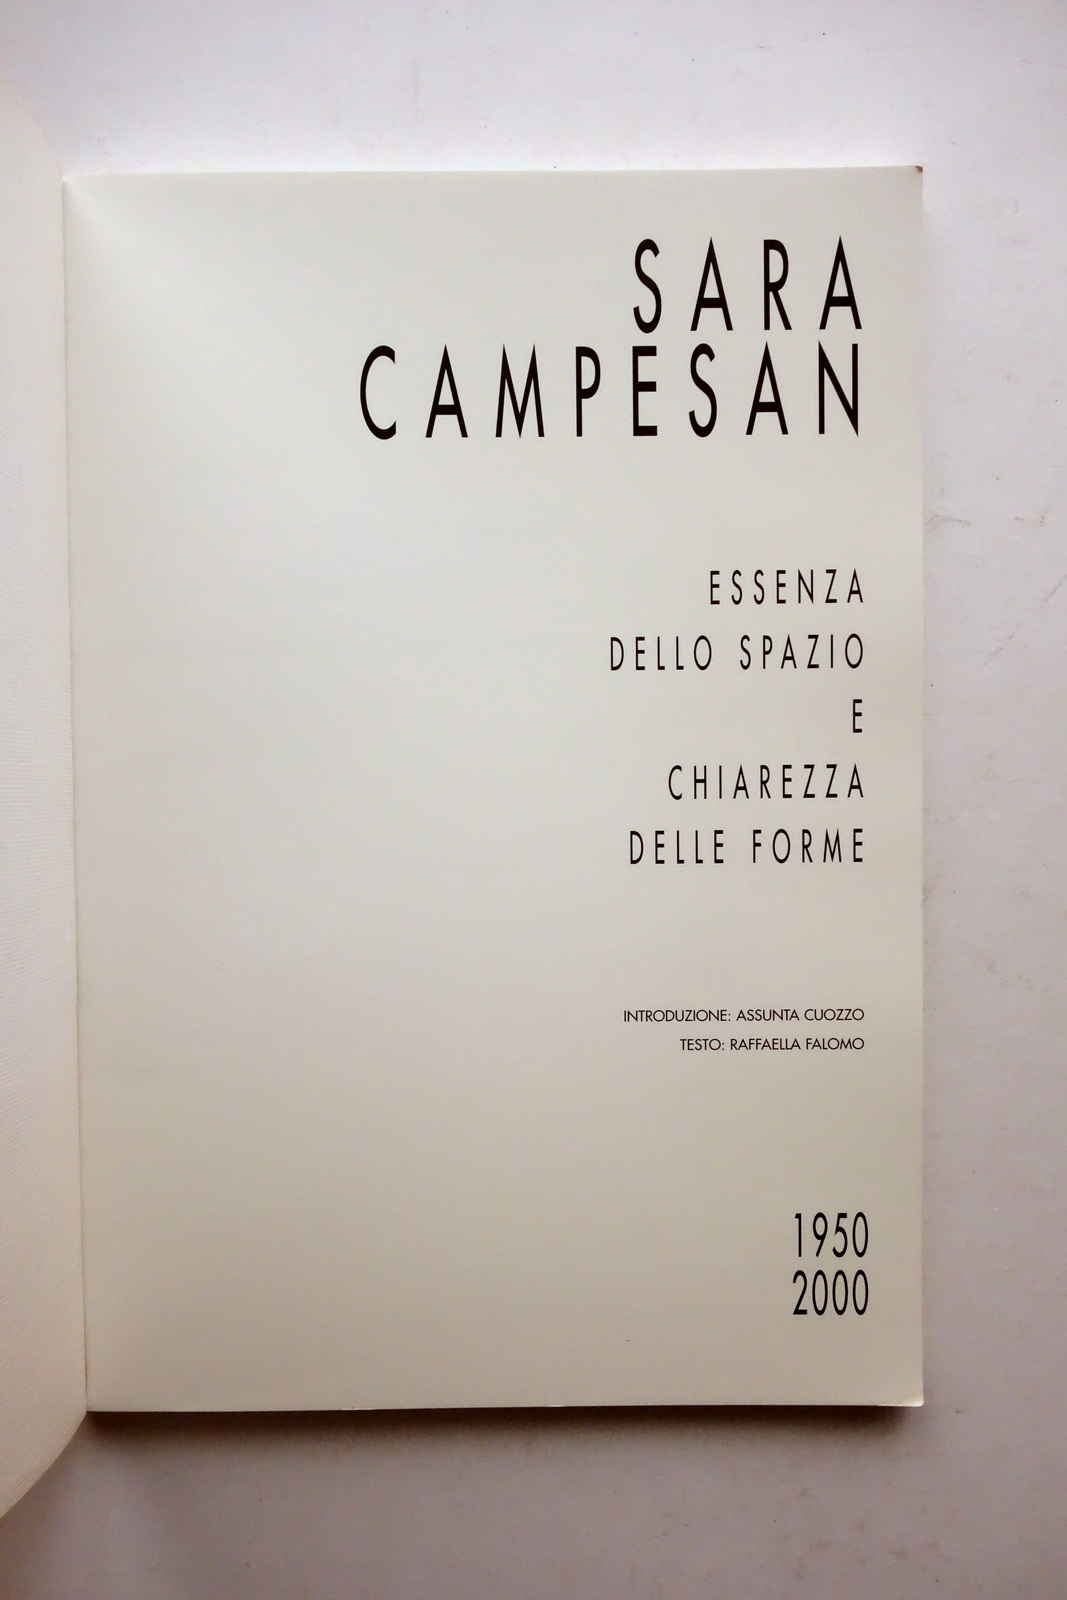 SARA
CAMPESAN
ESSENZA
DELLO SPAZIO
E
CHIAREZZA
DELLE FORME
INTRODUZIONE: ASSUNTA CUOZZO
TESTO: RAFFAELLA FALOMO
1950
2000